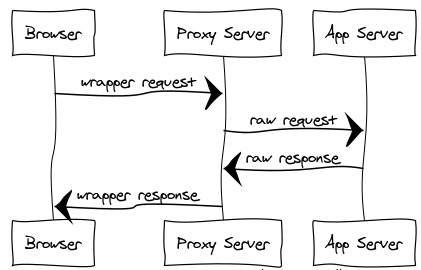 Browser
Proxy Server
App Server
wrapper request
raw request
raw response
wrapper response
Browser
Proxy Server
App Server